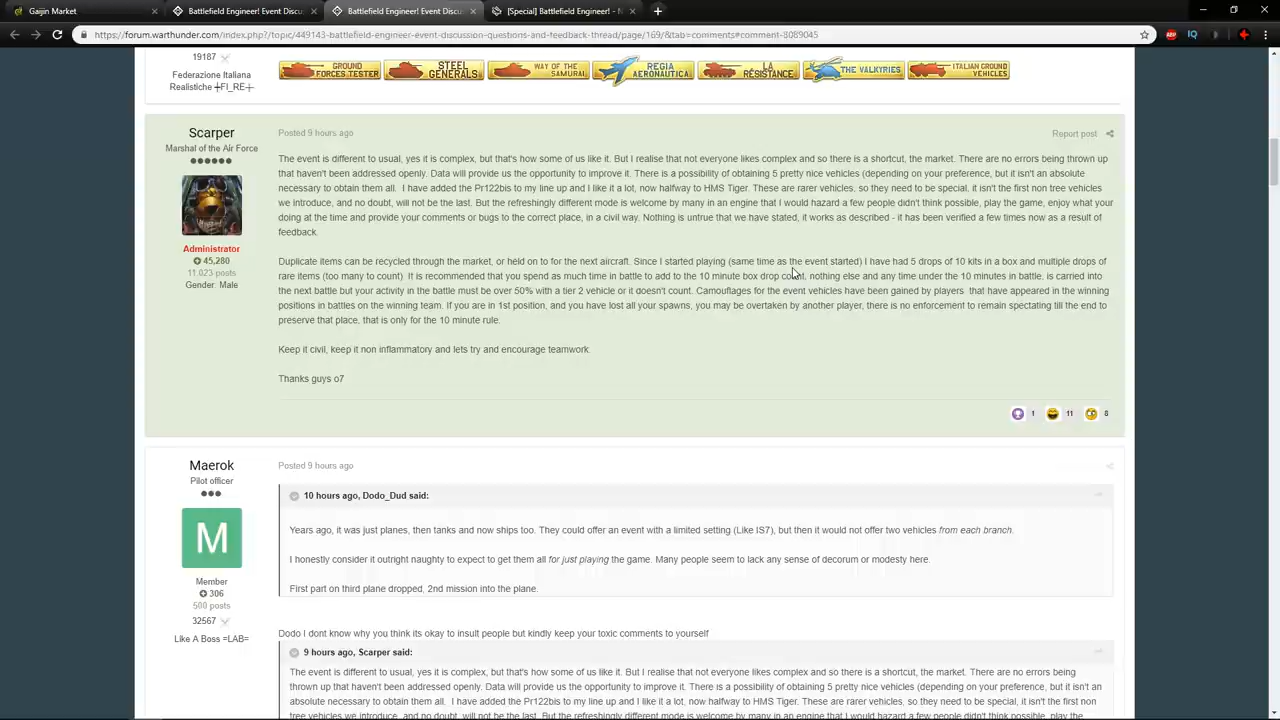 Gaijin Market
Battlefield Engineer Event Discu
Battlefield Engineer Event Discu
[Special] Battlefield Engineer - N
https://forum.warthunder.com/index.php?/topic/449143-battlefield-engineer-event-discussion-questions-and-feedback-thread/page/169/&tab=comments#comment-8089045
19187
Federazione Italiana
Realistiche ╪FI_RE┼
GROUND FORCES TESTER
STEEL GENERALS
WAY OF THE SAMURAI
REGIA AERONAUTICA
LA RÉSISTANCE
THE VALKYRIES
ITALIAN GROUND VEHICLES
Scarper
Marshal of the Air Force
Administrator
45,280
11,023 posts
Gender: Male
Posted 9 hours ago
Report post
The event is different to usual, yes it is complex, but that's how some of us like it. But I realise that not everyone likes complex and so there is a shortcut, the market. There are no errors being thrown up
that haven't been addressed openly. Data will provide us the opportunity to improve it. There is a possibility of obtaining 5 pretty nice vehicles (depending on your preference, but it isn't an absolute
necessary to obtain them all. I have added the Pr122bis to my line up and I like it a lot, now halfway to HMS Tiger. These are rarer vehicles, so they need to be special, it isn't the first non tree vehicles
we introduce, and no doubt, will not be the last. But the refreshingly different mode is welcome by many in an engine that I would hazard a few people didn't think possible, play the game, enjoy what your
doing at the time and provide your comments or bugs to the correct place, in a civil way. Nothing is untrue that we have stated, it works as described - it has been verified a few times now as a result of
feedback.
Duplicate items can be recycled through the market, or held on to for the next aircraft. Since I started playing (same time as the event started) I have had 5 drops of 10 kits in a box and multiple drops of
rare items (too many to count). It is recommended that you spend as much time in battle to add to the 10 minute box drop count, nothing else and any time under the 10 minutes in battle, is carried into
the next battle but your activity in the battle must be over 50% with a tier 2 vehicle or it doesn't count. Camouflages for the event vehicles have been gained by players that have appeared in the winning
positions in battles on the winning team. If you are in 1st position, and you have lost all your spawns, you may be overtaken by another player, there is no enforcement to remain spectating till the end to
preserve that place, that is only for the 10 minute rule.
Keep it civil, keep it non inflammatory and lets try and encourage teamwork.
Thanks guys o7
1
11
8
Maerok
Pilot officer
M
Member
306
500 posts
32567
Like A Boss =LAB=
Posted 9 hours ago
10 hours ago, Dodo_Dud said:
Years ago, it was just planes, then tanks and now ships too. They could offer an event with a limited setting (Like IS7), but then it would not offer two vehicles from each branch.
I honestly consider it outright naughty to expect to get them all for just playing the game. Many people seem to lack any sense of decorum or modesty here.
First part on third plane dropped, 2nd mission into the plane.
Dodo I dont know why you think its okay to insult people but kindly keep your toxic comments to yourself
9 hours ago, Scarper said:
The event is different to usual, yes it is complex, but that's how some of us like it. But I realise that not everyone likes complex and so there is a shortcut, the market. There are no errors being
thrown up that haven't been addressed openly. Data will provide us the opportunity to improve it. There is a possibility of obtaining 5 pretty nice vehicles (depending on your preference, but it isn't an
absolute necessary to obtain them all. I have added the Pr122bis to my line up and I like it a lot, now halfway to HMS Tiger. These are rarer vehicles, so they need to be special, it isn't the first non
tree vehicles we introduce, and no doubt, will not be the last. But the refreshingly different mode is welcome by many in an engine that I would hazard a few people didn't think possible, play the